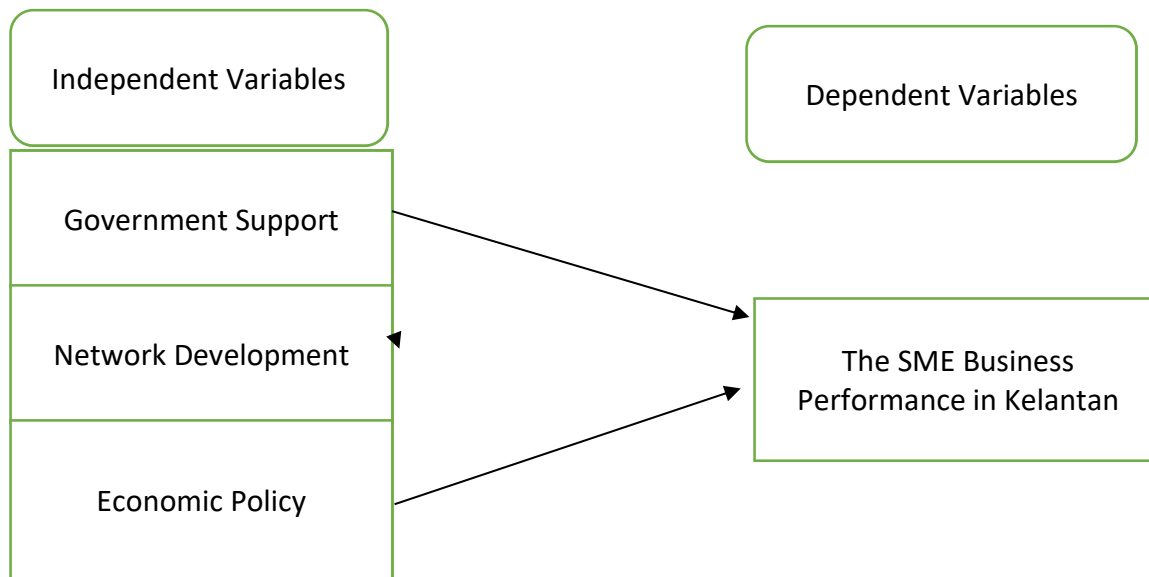 Independent Variables
Dependent Variables
Government Support
Network Development
Economic Policy
The SME Business
Performance in Kelantan